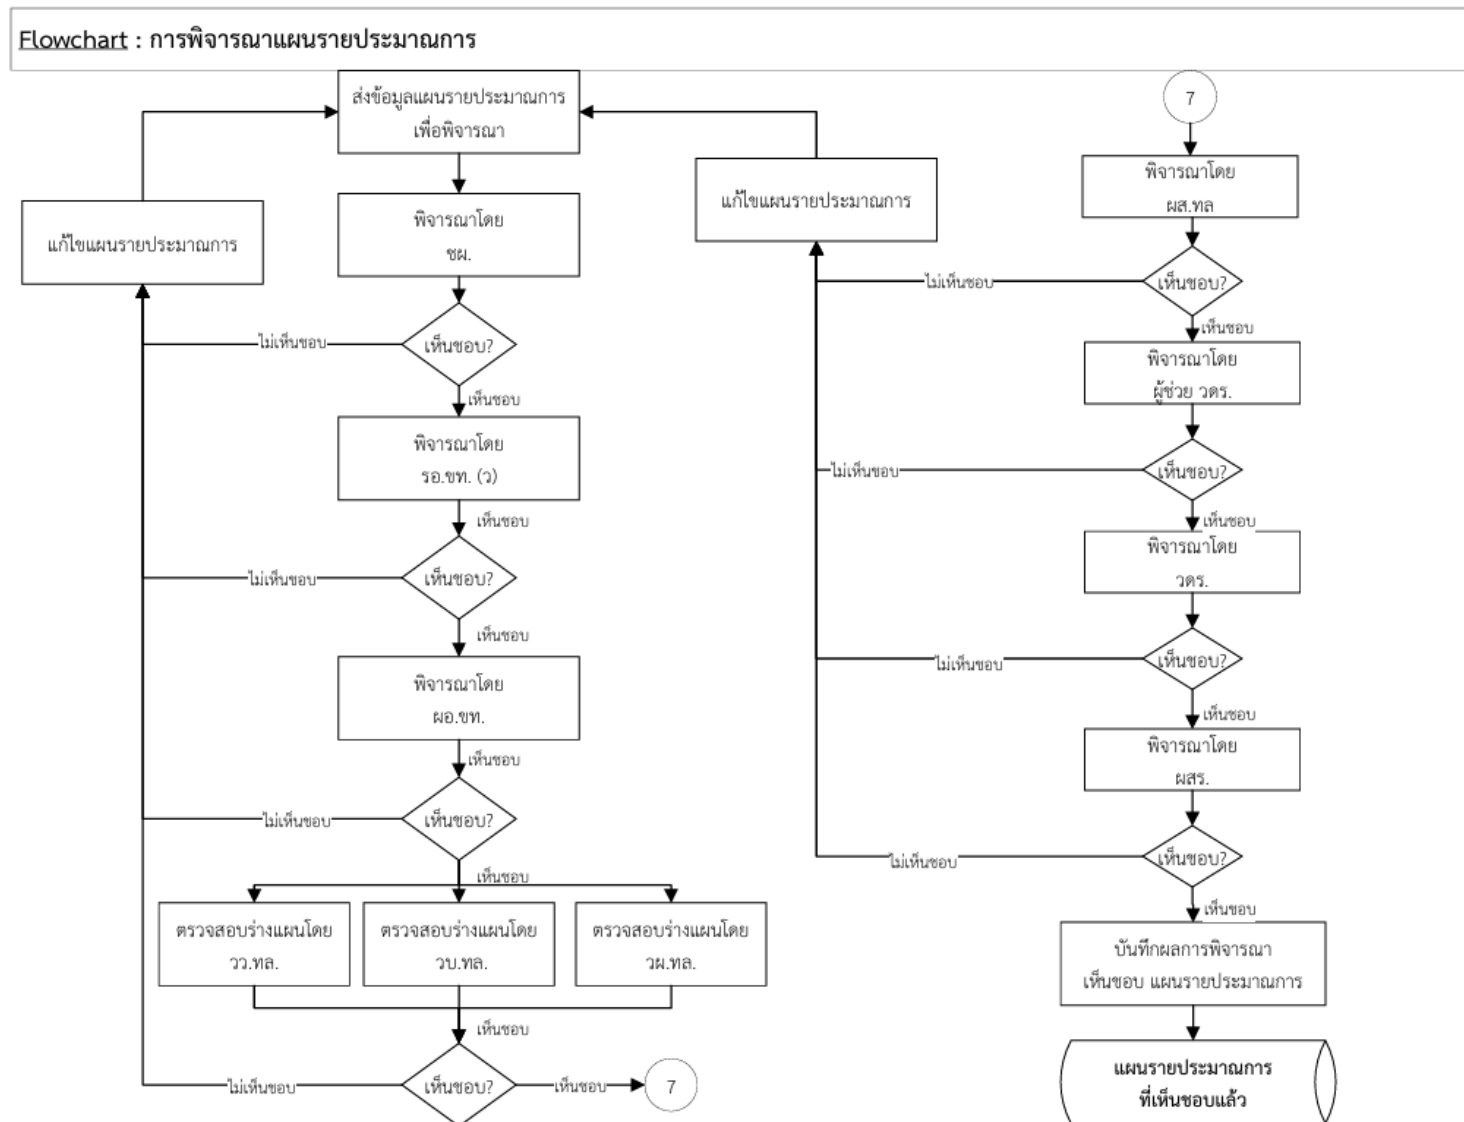 Flowchart : การพิจารณาแผนรายประมาณการ
ส่งข้อมูลแผนรายประมาณการ
เพื่อพิจารณา
แก้ไขแผนรายประมาณการ
พิจารณาโดย
ชผ.
เห็นชอบ?
ไม่เห็นชอบ
เห็นชอบ
พิจารณาโดย
รอ.ขท. (ว)
เห็นชอบ
เห็นชอบ?
ไม่เห็นชอบ
เห็นชอบ
พิจารณาโดย
ผอ.ขท.
เห็นชอบ
เห็นชอบ?
ไม่เห็นชอบ
เห็นชอบ
ตรวจสอบร่างแผนโดย
วว.ทล.
ตรวจสอบร่างแผนโดย
วบ.ทล.
ตรวจสอบร่างแผนโดย
วผ.ทล.
เห็นชอบ
เห็นชอบ?
ไม่เห็นชอบ
เห็นชอบ
7
7
แก้ไขแผนรายประมาณการ
พิจารณาโดย
ผส.ทล
เห็นชอบ?
ไม่เห็นชอบ
เห็นชอบ
พิจารณาโดย
ผู้ช่วย วดร.
เห็นชอบ?
ไม่เห็นชอบ
เห็นชอบ
พิจารณาโดย
วดร.
เห็นชอบ?
ไม่เห็นชอบ
เห็นชอบ
พิจารณาโดย
ผสร.
เห็นชอบ?
ไม่เห็นชอบ
เห็นชอบ
บันทึกผลการพิจารณา
เห็นชอบ แผนรายประมาณการ
แผนรายประมาณการ
ที่เห็นชอบแล้ว